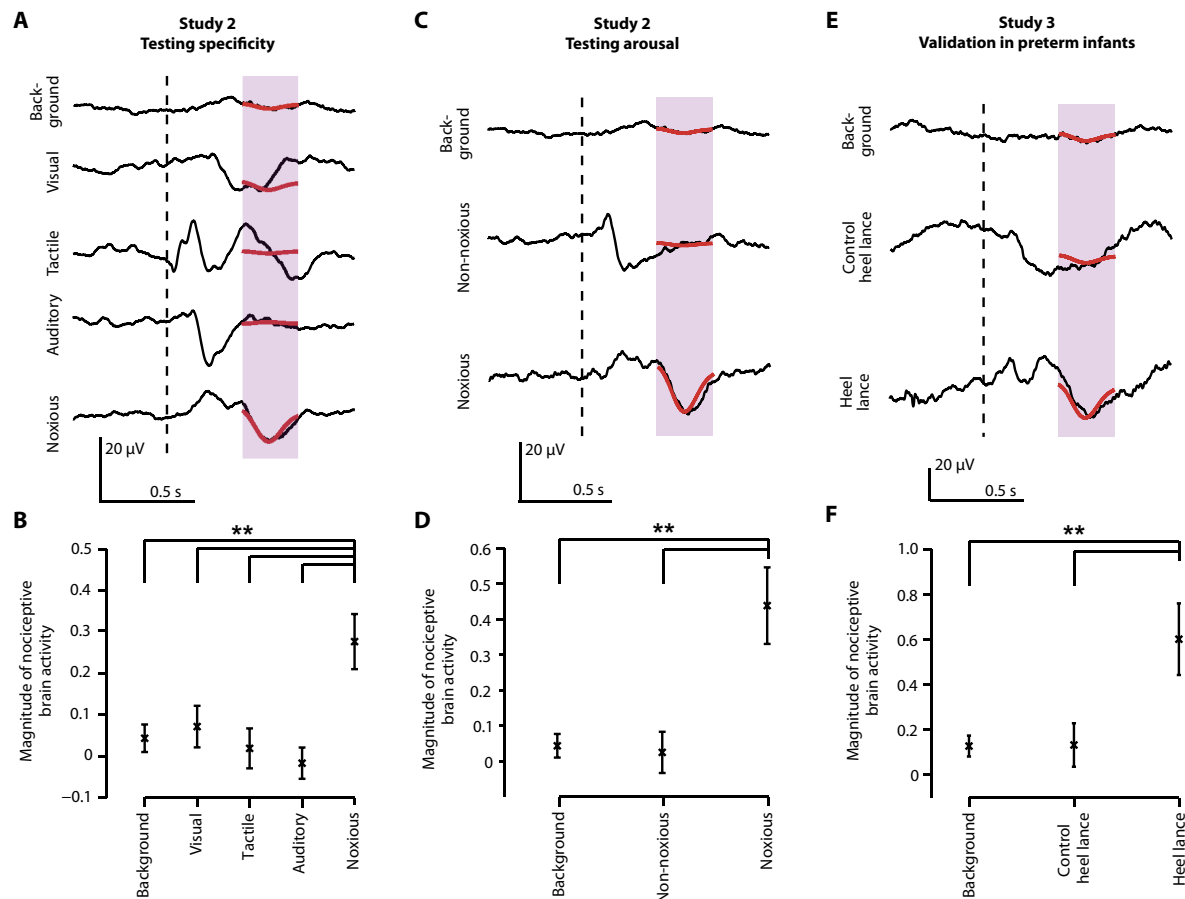 A
Study 2
Testing specificity
Back-
ground
Visual
Tactile
Auditory
Noxious
20 µV
0.5 s
B
**
Magnitude of nociceptive
brain activity
0.5
0.4
0.3
0.2
0.1
0
–0.1
Background
Visual
Tactile
Auditory
Noxious
C
Study 2
Testing arousal
Back-
ground
Non-noxious
Noxious
20 µV
0.5 s
D
**
Magnitude of nociceptive
brain activity
0.6
0.5
0.4
0.3
0.2
0.1
0
Background
Non-noxious
Noxious
E
Study 3
Validation in preterm infants
Back-
ground
Control
heel lance
Heel
lance
20 µV
0.5 s
F
**
Magnitude of nociceptive
brain activity
1.0
0.8
0.6
0.4
0.2
0
Background
Control
heel lance
Heel lance